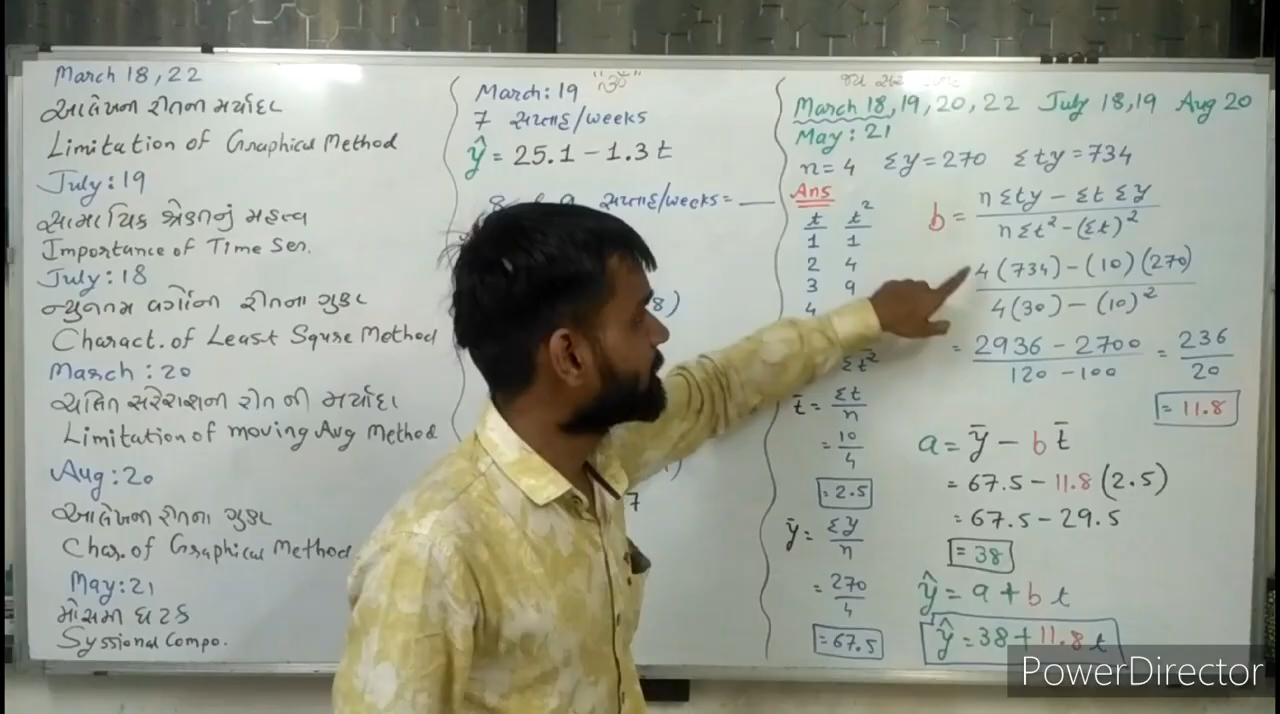 March 18, 22
આલેખના રીતના મર્યાદા
Limitation of Graphical Method
July : 19
સામાયિક શ્રેણીનું મહત્વ
Importance of Time Ser.
July : 18
ન્યુનતમ વર્ગોના રીતના ગુણ
Charact. of Least Squre Method
March : 20
ચલિત સરેરાશના રીત ની મર્યાદા
Limitation of moving Avg Method
Aug : 20
આલેખના રીતના ગુણ
Char. of Graphical Method
May : 21
મોસમી ઘટક
Syssional Compo.
"ૐ"
March : 19
7 સપ્તાહ/weeks
ŷ = 25.1 - 1.3 t
સપ્તાહ/weeks = __
8)
)
7
March 18, 19, 20, 22 July 18, 19 Aug 20
May : 21
n = 4 Σy = 270 Σty = 734
Ans
t t²
1 1
2 4
3 9
4
Σt²
t̄ = Σt / n
= 10 / 4
= 2.5
ȳ = Σy / n
= 270 / 4
= 67.5
b = n Σty - Σt Σy / n Σt² - (Σt)²
4(734) - (10)(270) / 4(30) - (10)²
= 2936 - 2700 / 120 - 100 = 236 / 20
= 11.8
a = ȳ - b t̄
= 67.5 - 11.8 (2.5)
= 67.5 - 29.5
= 38
ŷ = a + b t
ŷ = 38 + 11.8 t
PowerDirector